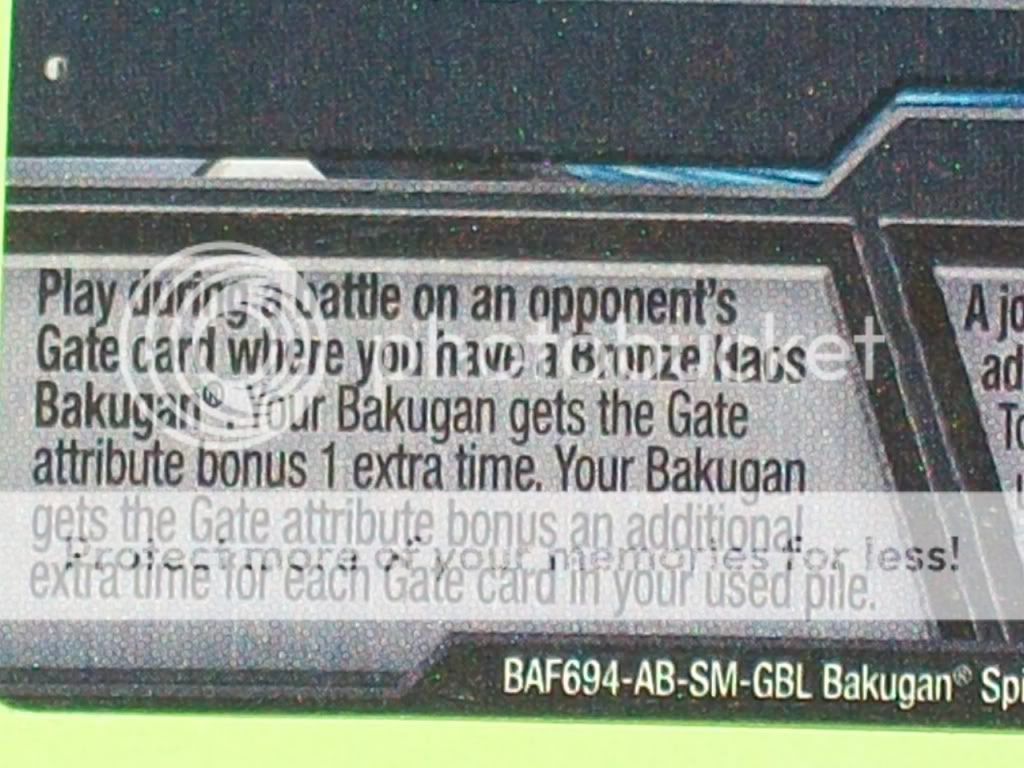 Play during a battle on an opponent's
Gate card where you have a Bronze Haos
Bakugan®. Your Bakugan gets the Gate
attribute bonus 1 extra time. Your Bakugan
gets the Gate attribute bonus an additional
extra time for each Gate card in your used pile.
A jo
ad
To
BAF694-AB-SM-GBL Bakugan® Spi
photobucket
Protect more of your memories for less!